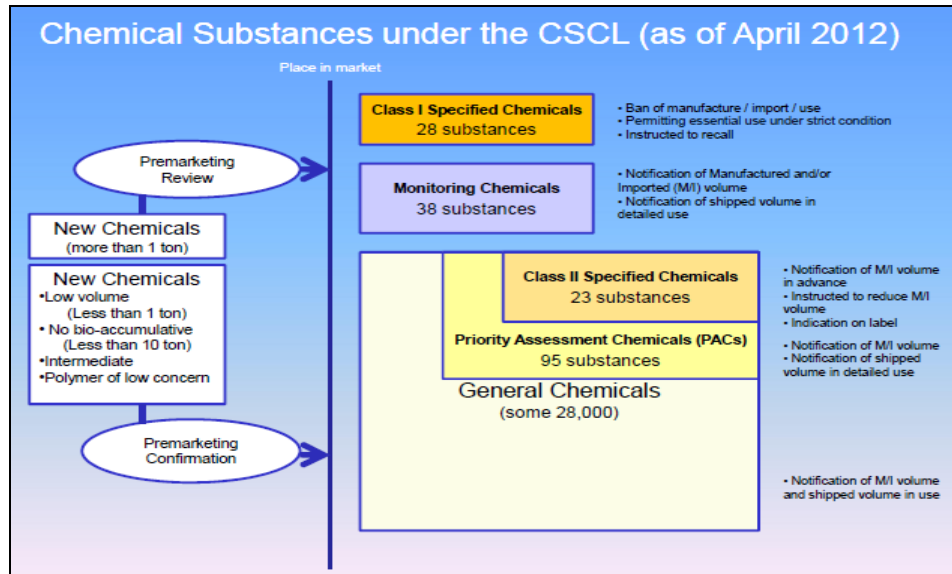 Chemical Substances under the CSCL (as of April 2012)
Place in market
Premarketing
Review
New Chemicals
(more than 1 ton)
New Chemicals
•Low volume
(Less than 1 ton)
• No bio-accumulative
(Less than 10 ton)
•Intermediate
•Polymer of low concern
Premarketing
Confirmation
Class I Specified Chemicals
28 substances
• Ban of manufacture / import / use
• Permitting essential use under strict condition
• Instructed to recall
Monitoring Chemicals
38 substances
• Notification of Manufactured and/or
Imported (M/I) volume
• Notification of shipped volume in
detailed use
Class II Specified Chemicals
23 substances
• Notification of M/I volume
in advance
• Instructed to reduce M/I
volume
• Indication on label
Priority Assessment Chemicals (PACs)
95 substances
• Notification of M/I volume
• Notification of shipped
volume in detailed use
General Chemicals
(some 28,000)
• Notification of M/I volume
and shipped volume in use